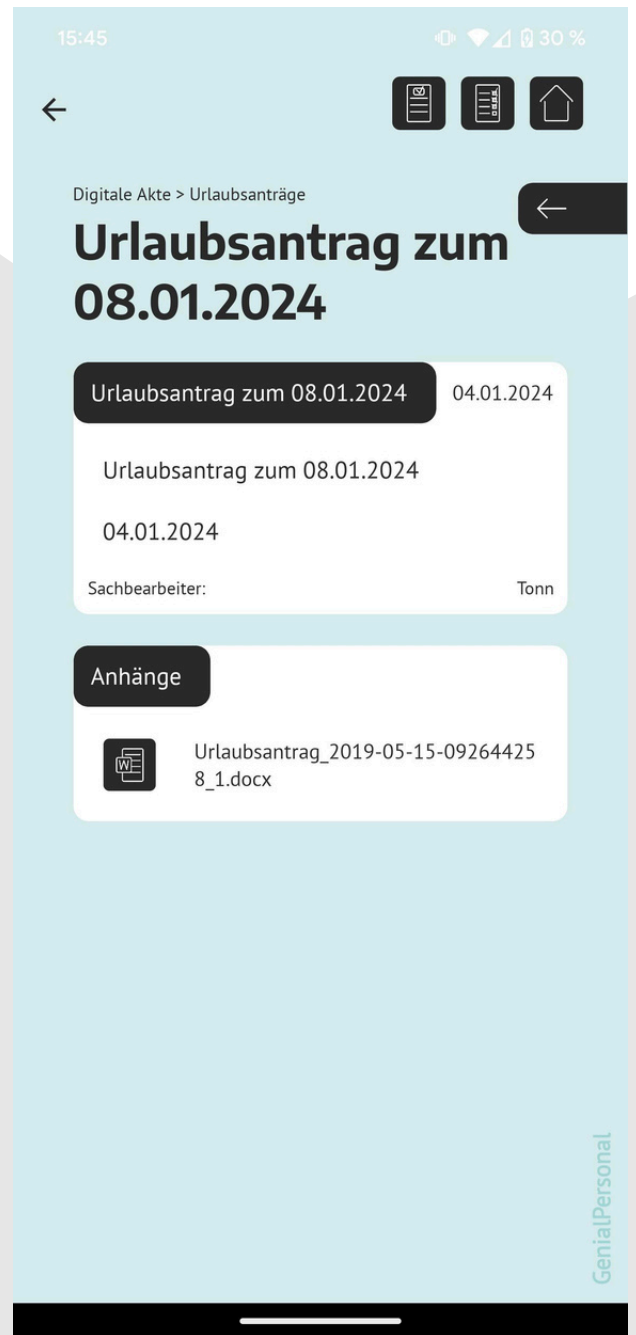 15:45
30 %
Digitale Akte > Urlaubsanträge
Urlaubsantrag zum
08.01.2024
Urlaubsantrag zum 08.01.2024
04.01.2024
Urlaubsantrag zum 08.01.2024
04.01.2024
Sachbearbeiter:
Tonn
Anhänge
W
Urlaubsantrag_2019-05-15-09264425
8_1.docx
GenialPersonal